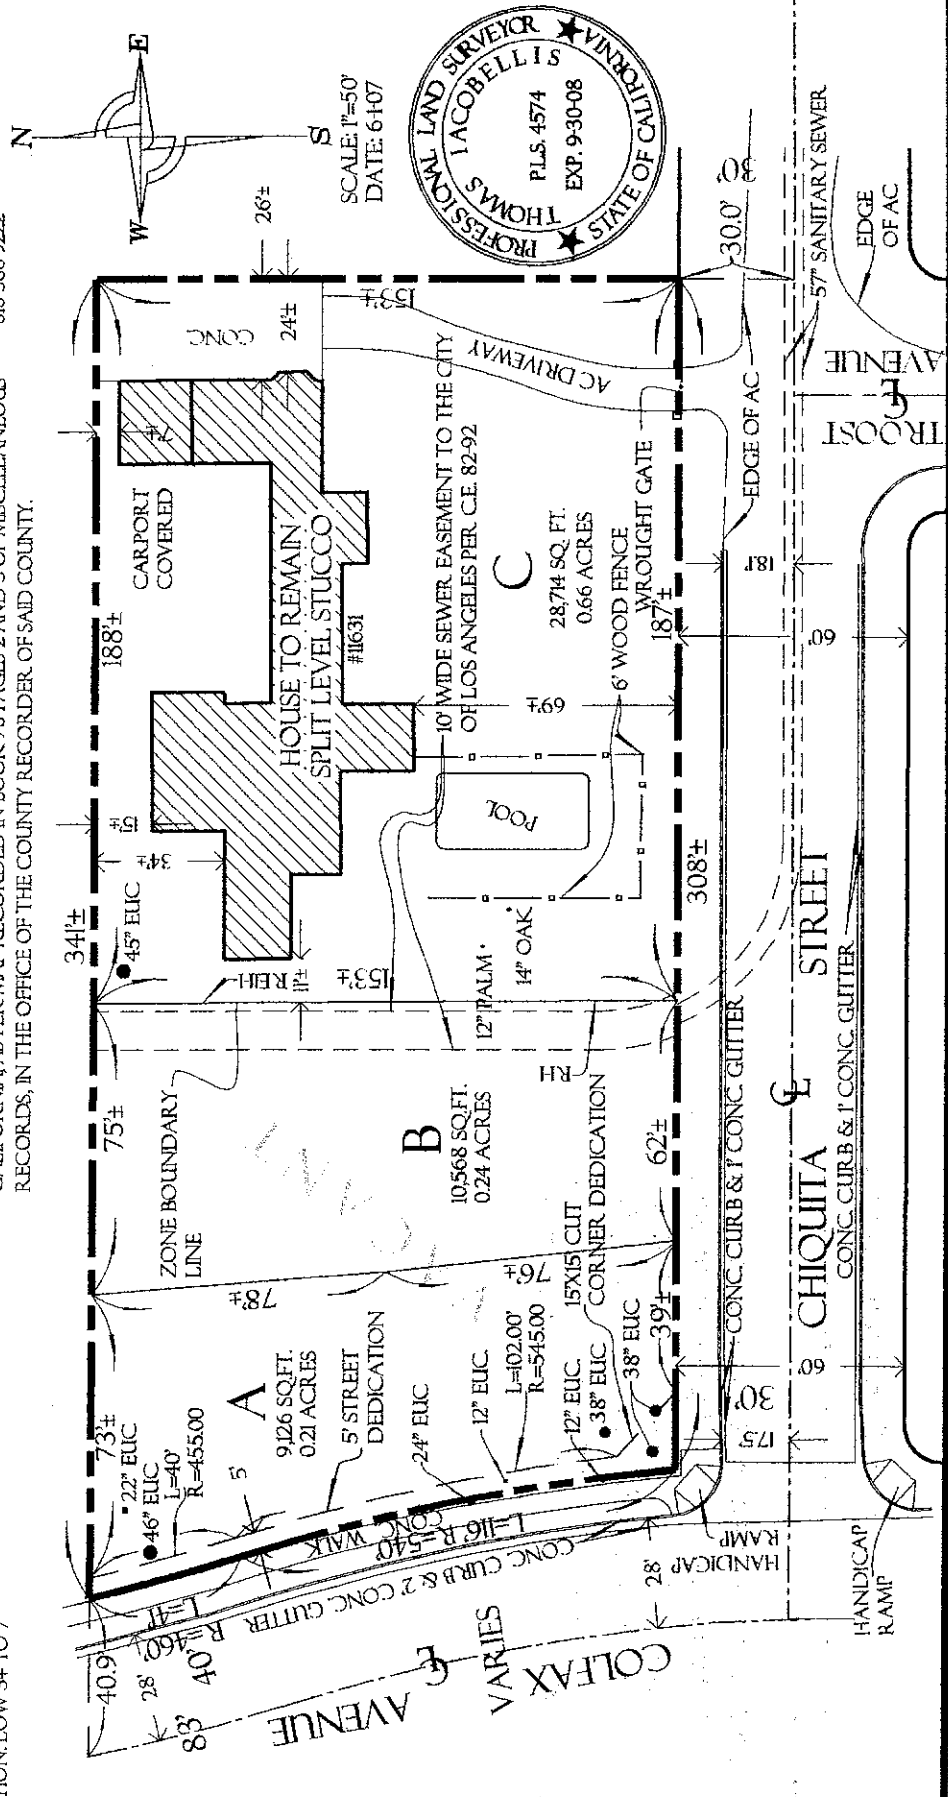 RECORDS, IN THE OFFICE OF THE COUNTY RECORDER OF SAID COUNTY.
N
E
S
W
SCALE: 1"=50'
DATE: 6-1-07
PROFESSIONAL LAND SURVEYOR
THOMAS IACOBELLIS
P.L.S. 4574
EXP. 9-30-08
STATE OF CALIFORNIA
341'±
73'±
75'±
188'±
26'±
24'±
CONC.
7'±
CARPORT
COVERED
HOUSE TO REMAIN
SPLIT LEVEL STUCCO
#11631
15'±
34'±
45" EUC
RE11-1
11'±
153'±
153'±
10' WIDE SEWER EASEMENT TO THE CITY
OF LOS ANGELES PER C.E. 82-92
AC DRIVEWAY
C
28,714 SQ. FT.
0.66 ACRES
6' WOOD FENCE
WROUGHT GATE
69'±
POOL
12" PALM
14" OAK
ZONE BOUNDARY
LINE
RH
B
10,568 SQ.FT.
0.24 ACRES
78'±
76'±
15'X15' CUT
CORNER DEDICATION
A
9,126 SQ.FT.
0.21 ACRES
5' STREET
DEDICATION
5'
22" EUC
46" EUC
L=40'
R=455.00
24" EUC
12" EUC.
L=102.00'
R=545.00
12" EUC.
38" EUC
38" EUC
39'±
62'±
308'±
187'±
30.0'
30'
L=41'
R=460'
L=116' R=540'
CONC. WALK
CONC. CURB & 2' CONC. GUTTER
40.9'
28'
40'
83'
28'
COLFAX
AVENUE
VARIES
HANDICAP
RAMP
HANDICAP
RAMP
17.5'
30'
60'
CONC. CURB & 1' CONC. GUTTER
CHIQUITA STREET
CONC. CURB & 1' CONC. GUTTER
18.1'
60'
EDGE OF AC
57" SANITARY SEWER
EDGE
OF AC
TROOST
AVENUE